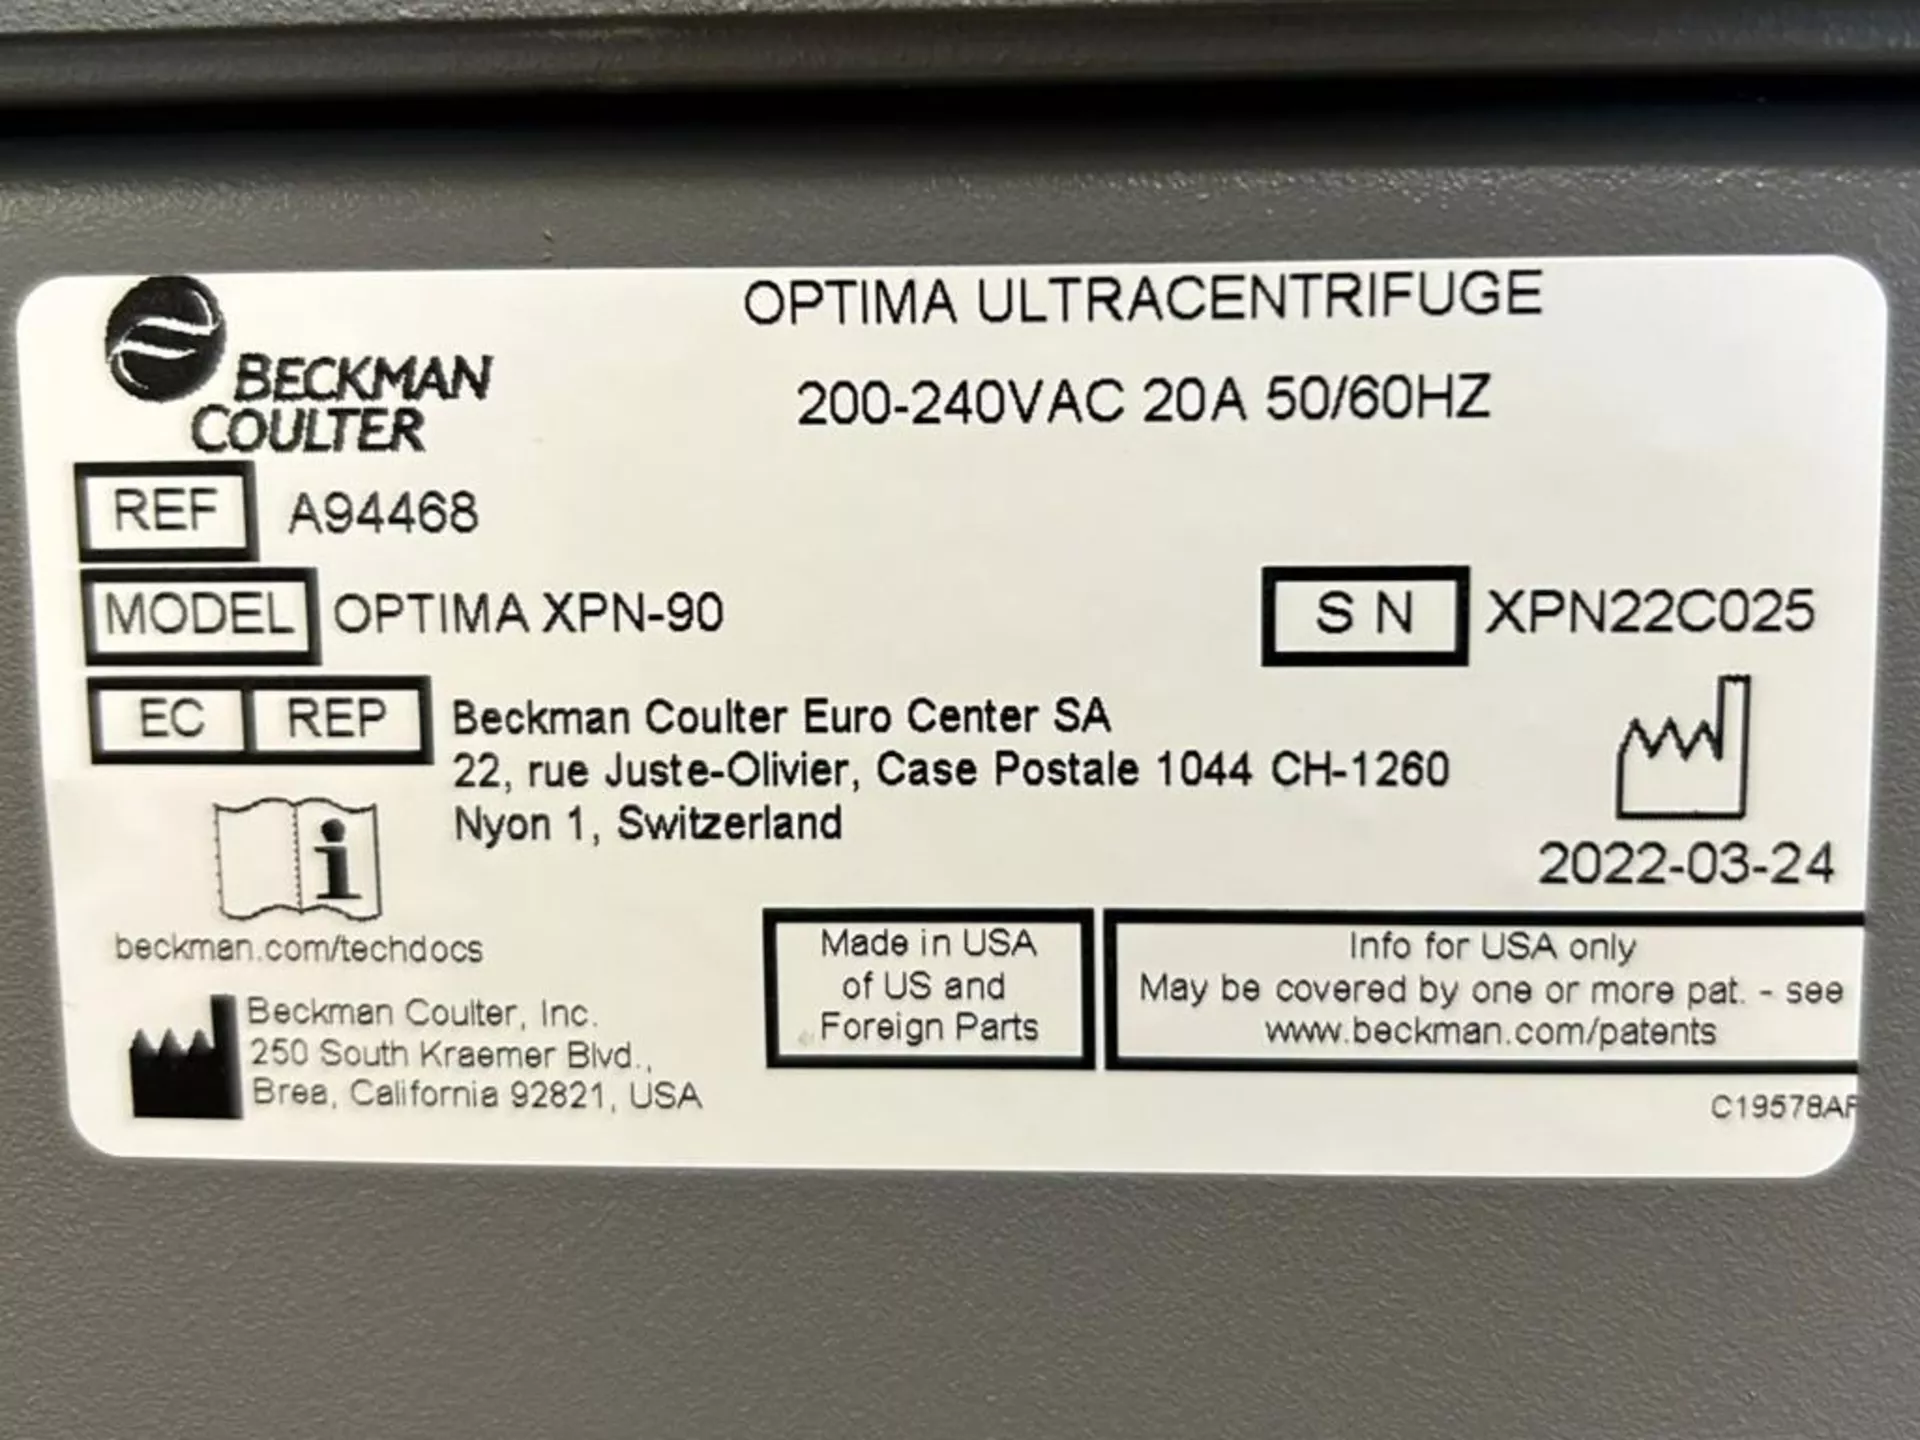 OPTIMA ULTRACENTRIFUGE
BECKMAN
COULTER
200-240VAC 20A 50/60HZ
REF A94468
MODEL OPTIMA XPN-90
S N XPN22C025
EC REP Beckman Coulter Euro Center SA
22, rue Juste-Olivier, Case Postale 1044 CH-1260
Nyon 1, Switzerland
2022-03-24
beckman.com/techdocs
Beckman Coulter, Inc.
250 South Kraemer Blvd.,
Brea, California 92821, USA
Made in USA
of US and
Foreign Parts
Info for USA only
May be covered by one or more pat. - see
www.beckman.com/patents